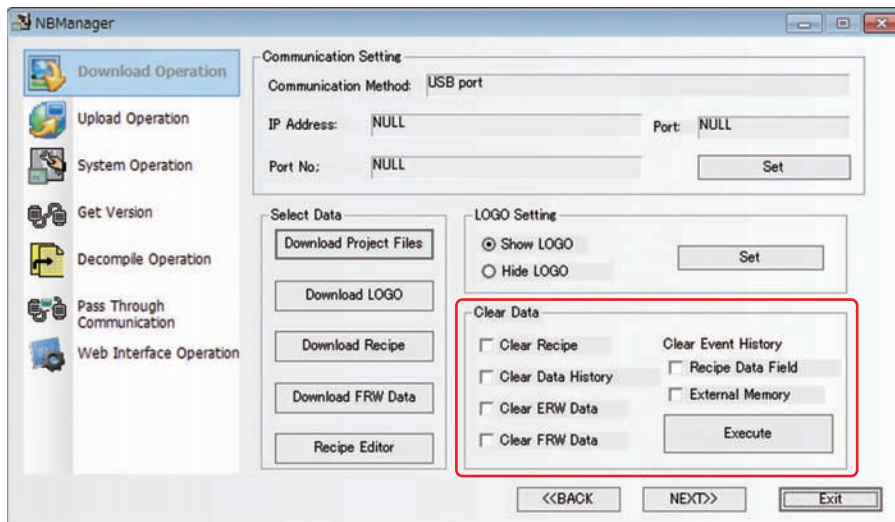 NBManager
Download Operation
Upload Operation
System Operation
Get Version
Decompile Operation
Pass Through
Communication
Web Interface Operation
Communication Setting
Communication Method: USB port
IP Address: NULL Port: NULL
Port No.: NULL Set
Select Data
Download Project Files
Download LOGO
Download Recipe
Download FRW Data
Recipe Editor
LOGO Setting
Show LOGO
Hide LOGO
Set
Clear Data
Clear Recipe
Clear Data History
Clear ERW Data
Clear FRW Data
Clear Event History
Recipe Data Field
External Memory
Execute
<<BACK NEXT>> Exit